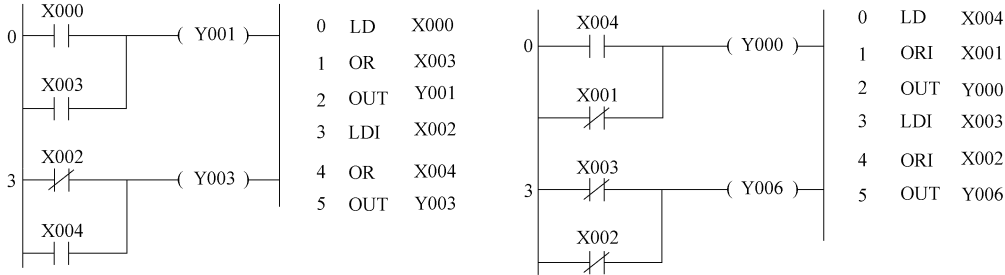 X000
0 ( Y001 )
X003
X002
3 ( Y003 )
X004
0 LD X000
1 OR X003
2 OUT Y001
3 LDI X002
4 OR X004
5 OUT Y003
X004
0 ( Y000 )
X001
X003
3 ( Y006 )
X002
0 LD X004
1 ORI X001
2 OUT Y000
3 LDI X003
4 ORI X002
5 OUT Y006